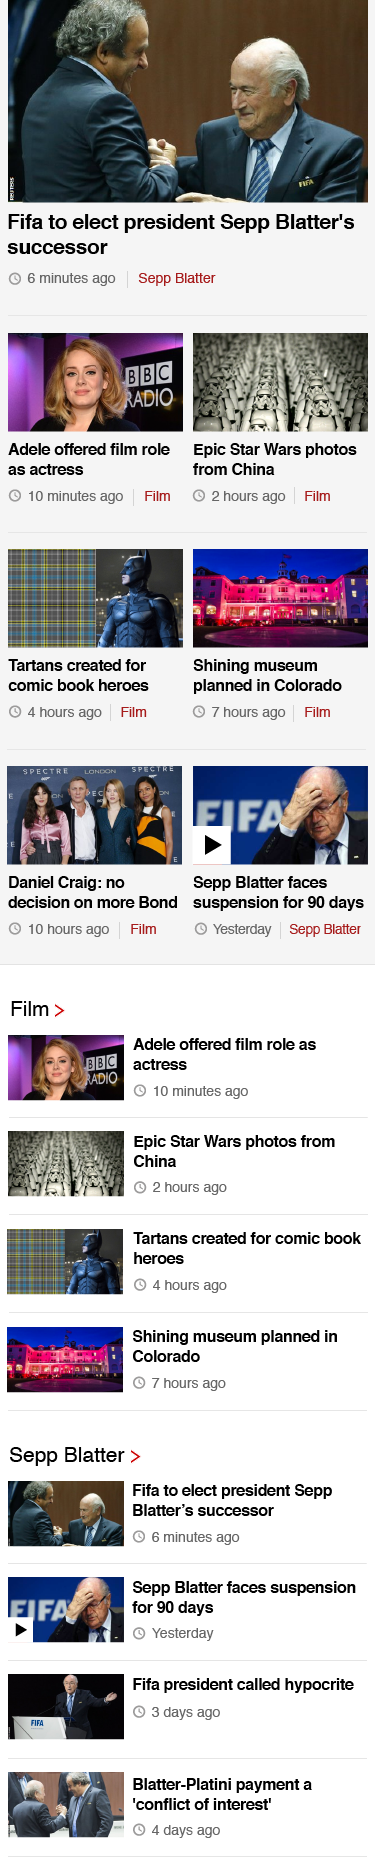 REUTERS
FIFA
Fifa to elect president Sepp Blatter's
successor
6 minutes ago
Sepp Blatter
BBC
RADIO
Adele offered film role
as actress
10 minutes ago
Film
Epic Star Wars photos
from China
2 hours ago
Film
Tartans created for
comic book heroes
4 hours ago
Film
Shining museum
planned in Colorado
7 hours ago
Film
SPECTRE
LONDON
SPECTRE
Daniel Craig: no
decision on more Bond
10 hours ago
Film
FIFA
Sepp Blatter faces
suspension for 90 days
Yesterday
Sepp Blatter
Film
BBC
RADIO
Adele offered film role as
actress
10 minutes ago
Epic Star Wars photos from
China
2 hours ago
Tartans created for comic book
heroes
4 hours ago
Shining museum planned in
Colorado
7 hours ago
Sepp Blatter
Fifa to elect president Sepp
Blatter’s successor
6 minutes ago
FIFA
Sepp Blatter faces suspension
for 90 days
Yesterday
FIFA
Fifa president called hypocrite
3 days ago
Blatter-Platini payment a
'conflict of interest'
4 days ago